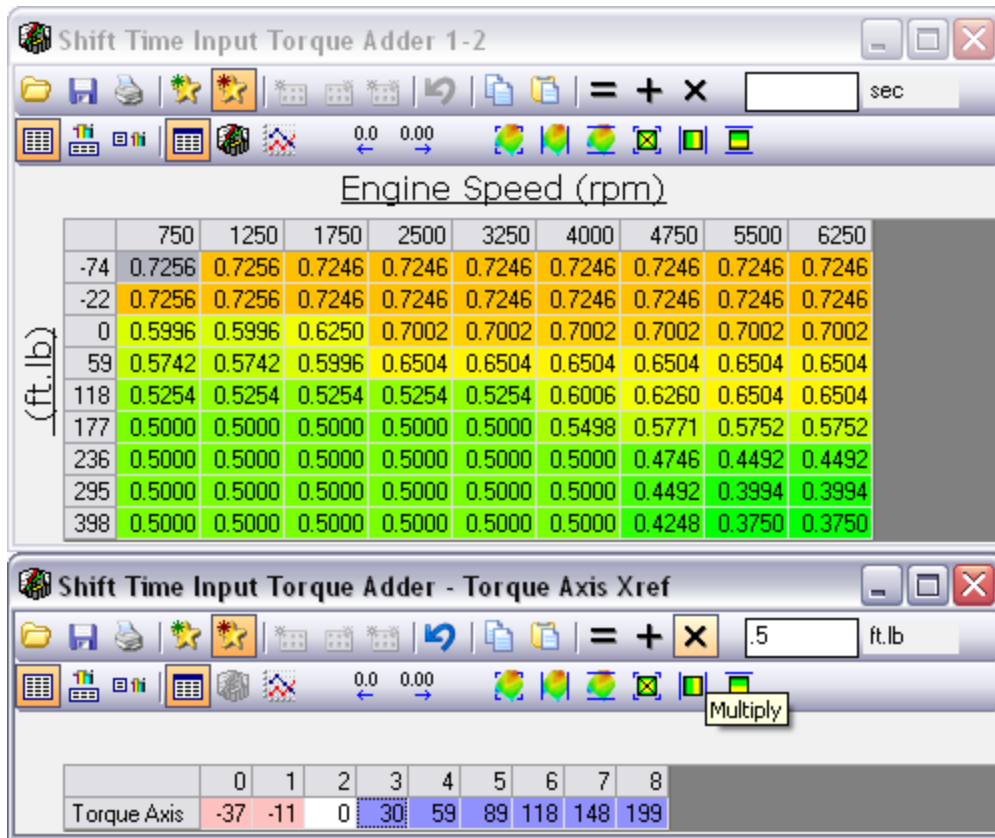 Shift Time Input Torque Adder 1-2
sec
0.0 0.00
Engine Speed (rpm)
750 1250 1750 2500 3250 4000 4750 5500 6250
(ft.lb)
-74 0.7256 0.7256 0.7246 0.7246 0.7246 0.7246 0.7246 0.7246 0.7246
-22 0.7256 0.7256 0.7246 0.7246 0.7246 0.7246 0.7246 0.7246 0.7246
0 0.5996 0.5996 0.6250 0.7002 0.7002 0.7002 0.7002 0.7002 0.7002
59 0.5742 0.5742 0.5996 0.6504 0.6504 0.6504 0.6504 0.6504 0.6504
118 0.5254 0.5254 0.5254 0.5254 0.5254 0.6006 0.6260 0.6504 0.6504
177 0.5000 0.5000 0.5000 0.5000 0.5000 0.5498 0.5771 0.5752 0.5752
236 0.5000 0.5000 0.5000 0.5000 0.5000 0.5000 0.4746 0.4492 0.4492
295 0.5000 0.5000 0.5000 0.5000 0.5000 0.5000 0.4492 0.3994 0.3994
398 0.5000 0.5000 0.5000 0.5000 0.5000 0.5000 0.4248 0.3750 0.3750
Shift Time Input Torque Adder - Torque Axis Xref
.5 ft.lb
0.0 0.00
Multiply
0 1 2 3 4 5 6 7 8
Torque Axis -37 -11 0 30 59 89 118 148 199